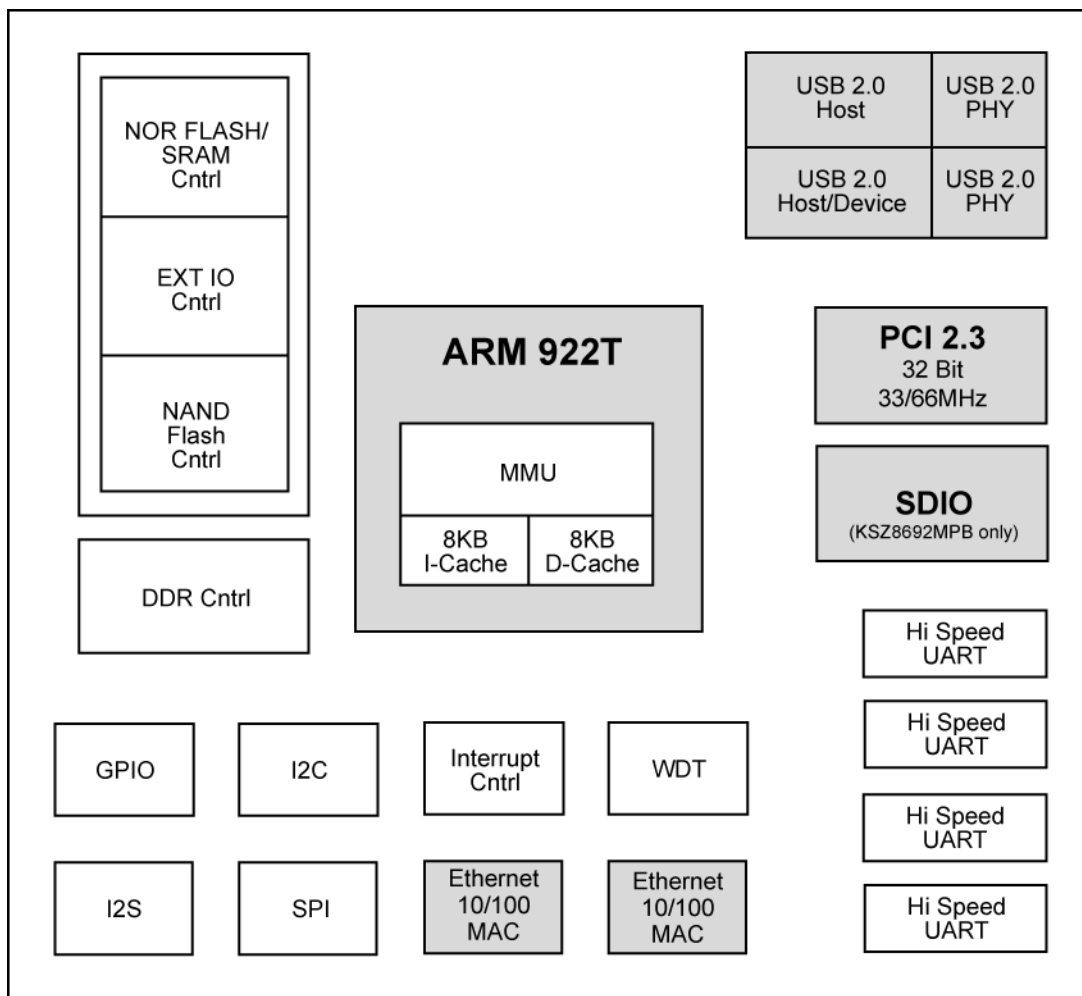 NOR FLASH/
SRAM
Cntrl
EXT IO
Cntrl
NAND
Flash
Cntrl
DDR Cntrl
USB 2.0
Host
USB 2.0
PHY
USB 2.0
Host/Device
USB 2.0
PHY
ARM 922T
MMU
8KB
I-Cache
8KB
D-Cache
PCI 2.3
32 Bit
33/66MHz
SDIO
(KSZ8692MPB only)
Hi Speed
UART
Hi Speed
UART
Hi Speed
UART
Hi Speed
UART
GPIO
I2C
Interrupt
Cntrl
WDT
I2S
SPI
Ethernet
10/100
MAC
Ethernet
10/100
MAC